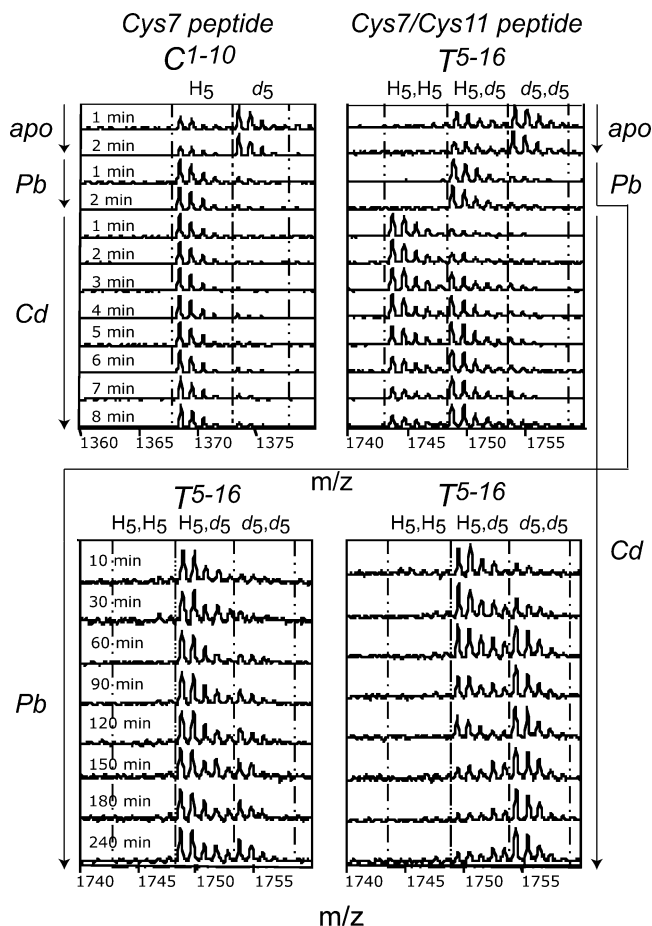 Cys7 peptide Cys7/Cys11 peptide
C1-10 T5-16
H5 d5 H5,H5 H5,d5 d5,d5
apo 1 min apo
2 min
Pb 1 min Pb
2 min
Cd 1 min
2 min
3 min
4 min
5 min
6 min
7 min
8 min
1360 1365 1370 1375 1740 1745 1750 1755
m/z
T5-16 T5-16
H5,H5 H5,d5 d5,d5 H5,H5 H5,d5 d5,d5
Cd
10 min
30 min
60 min
90 min
Pb
120 min
150 min
180 min
240 min
1740 1745 1750 1755 1740 1745 1750 1755
m/z